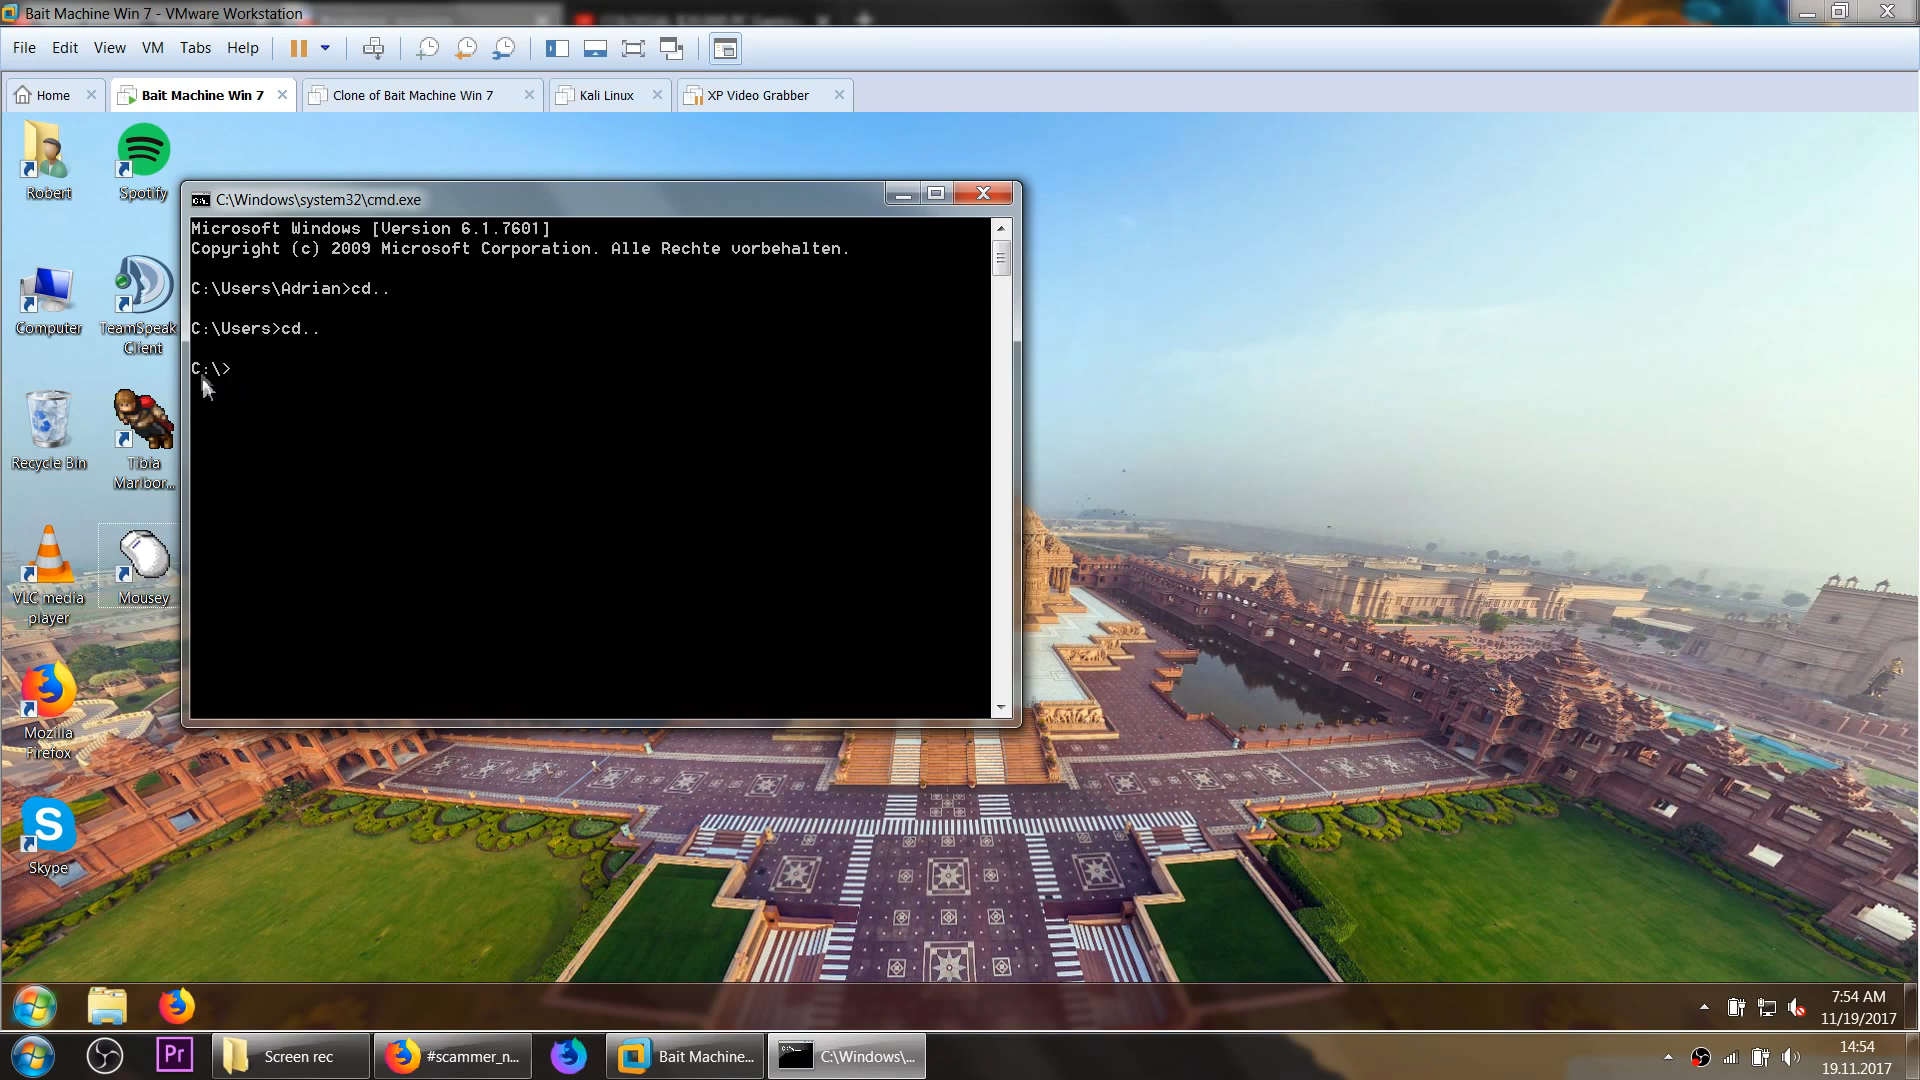 Bait Machine Win 7 - VMware Workstation
File Edit View VM Tabs Help
Home Bait Machine Win 7 Clone of Bait Machine Win 7 Kali Linux XP Video Grabber
Robert Spotify
C:\Windows\system32\cmd.exe
Microsoft Windows [Version 6.1.7601]
Copyright (c) 2009 Microsoft Corporation. Alle Rechte vorbehalten.
C:\Users\Adrian>cd..
C:\Users>cd..
C:\>
Computer
TeamSpeak
Client
Recycle Bin
Tibia
Marlbor...
VLC media
player
Mousey
Mozilla
Firefox
Skype
7:54 AM
11/19/2017
Pr
Screen rec
#scammer_n...
Bait Machine...
C:\Windows\...
14:54
19.11.2017